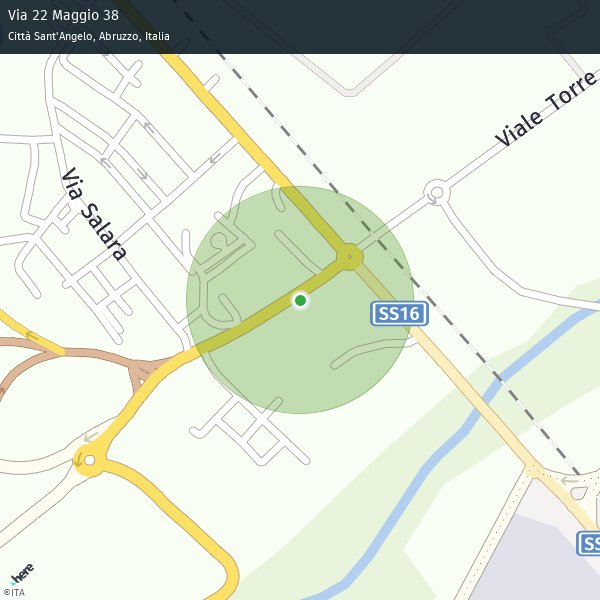 Via 22 Maggio 38
Città Sant'Angelo, Abruzzo, Italia
Viale Torre
Via Salara
SS16
SS
here
©ITA